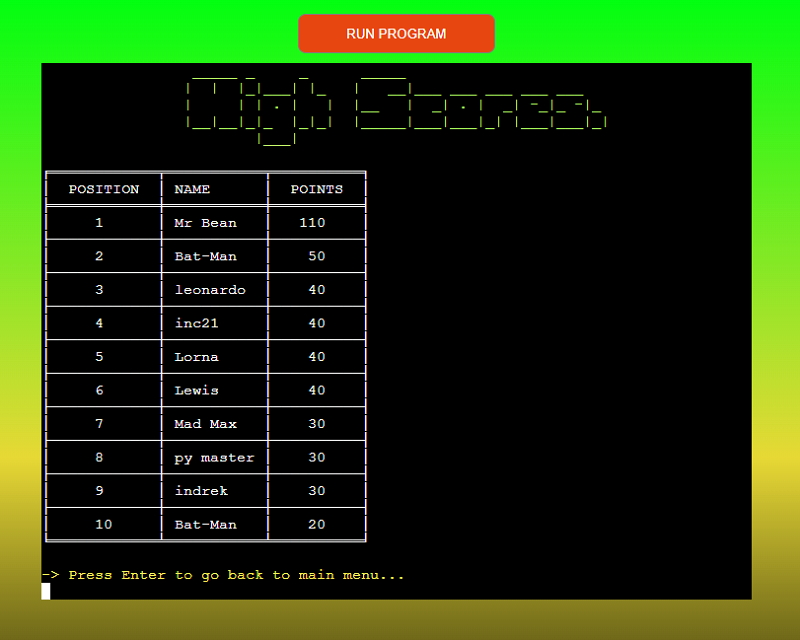 RUN PROGRAM
High Scores.
POSITION NAME POINTS
1 Mr Bean 110
2 Bat-Man 50
3 leonardo 40
4 inc21 40
5 Lorna 40
6 Lewis 40
7 Mad Max 30
8 py master 30
9 indrek 30
10 Bat-Man 20
-> Press Enter to go back to main menu...